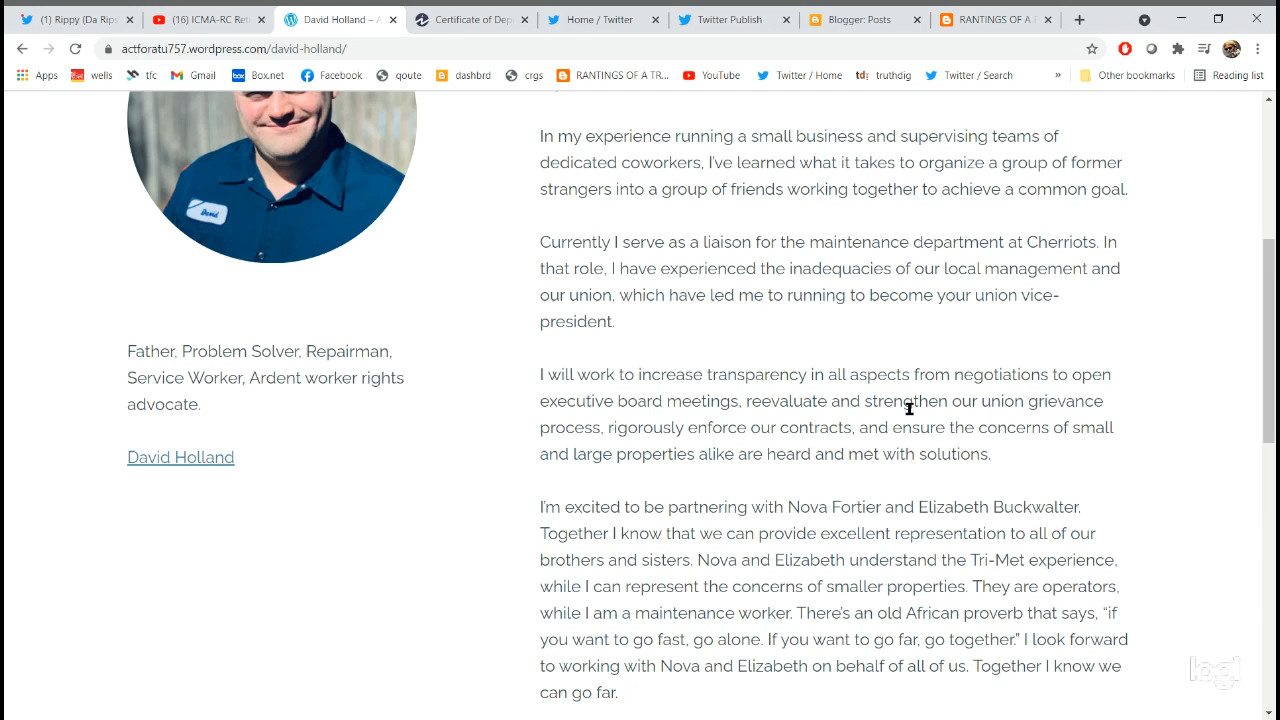 (1) Rippy (Da Rips
(16) ICMA-RC Reti
David Holland – A
Certificate of Dep
Home / Twitter
Twitter Publish
Blogger: Posts
RANTINGS OF A F
actforatu757.wordpress.com/david-holland/
Apps
wells
tfc
Gmail
Box.net
Facebook
qoute
dashbrd
crgs
RANTINGS OF A TR...
YouTube
Twitter / Home
truthdig
Twitter / Search
»
Other bookmarks
Reading list
David
In my experience running a small business and supervising teams of
dedicated coworkers, I've learned what it takes to organize a group of former
strangers into a group of friends working together to achieve a common goal.
Currently I serve as a liaison for the maintenance department at Cherriots. In
that role, I have experienced the inadequacies of our local management and
our union, which have led me to running to become your union vice-
president.
Father, Problem Solver, Repairman,
Service Worker, Ardent worker rights
advocate.
David Holland
I will work to increase transparency in all aspects from negotiations to open
executive board meetings, reevaluate and strengthen our union grievance
process, rigorously enforce our contracts, and ensure the concerns of small
and large properties alike are heard and met with solutions.
I'm excited to be partnering with Nova Fortier and Elizabeth Buckwalter.
Together I know that we can provide excellent representation to all of our
brothers and sisters. Nova and Elizabeth understand the Tri-Met experience,
while I can represent the concerns of smaller properties. They are operators,
while I am a maintenance worker. There's an old African proverb that says, "if
you want to go fast, go alone. If you want to go far, go together." I look forward
to working with Nova and Elizabeth on behalf of all of us. Together I know we
can go far.
logi